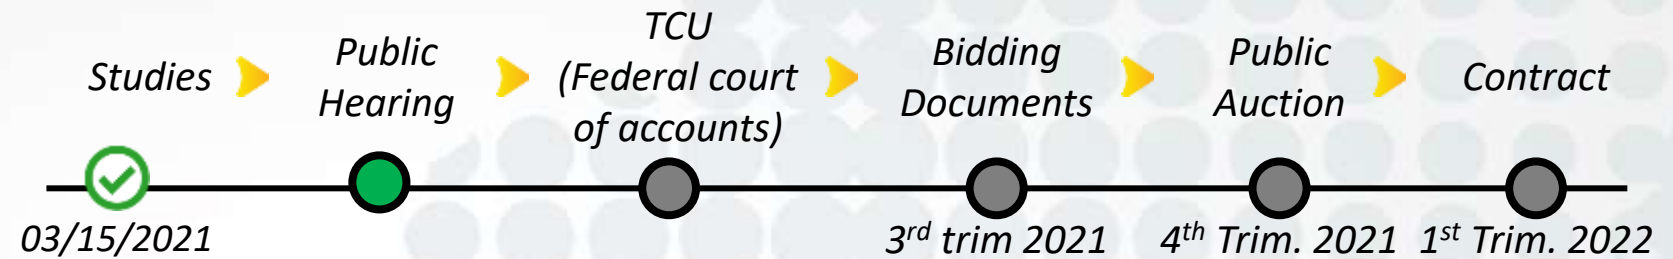 Studies
Public
Hearing
TCU
(Federal court
of accounts)
Bidding
Documents
Public
Auction
Contract
03/15/2021
3rd trim 2021
4th Trim. 2021
1st Trim. 2022